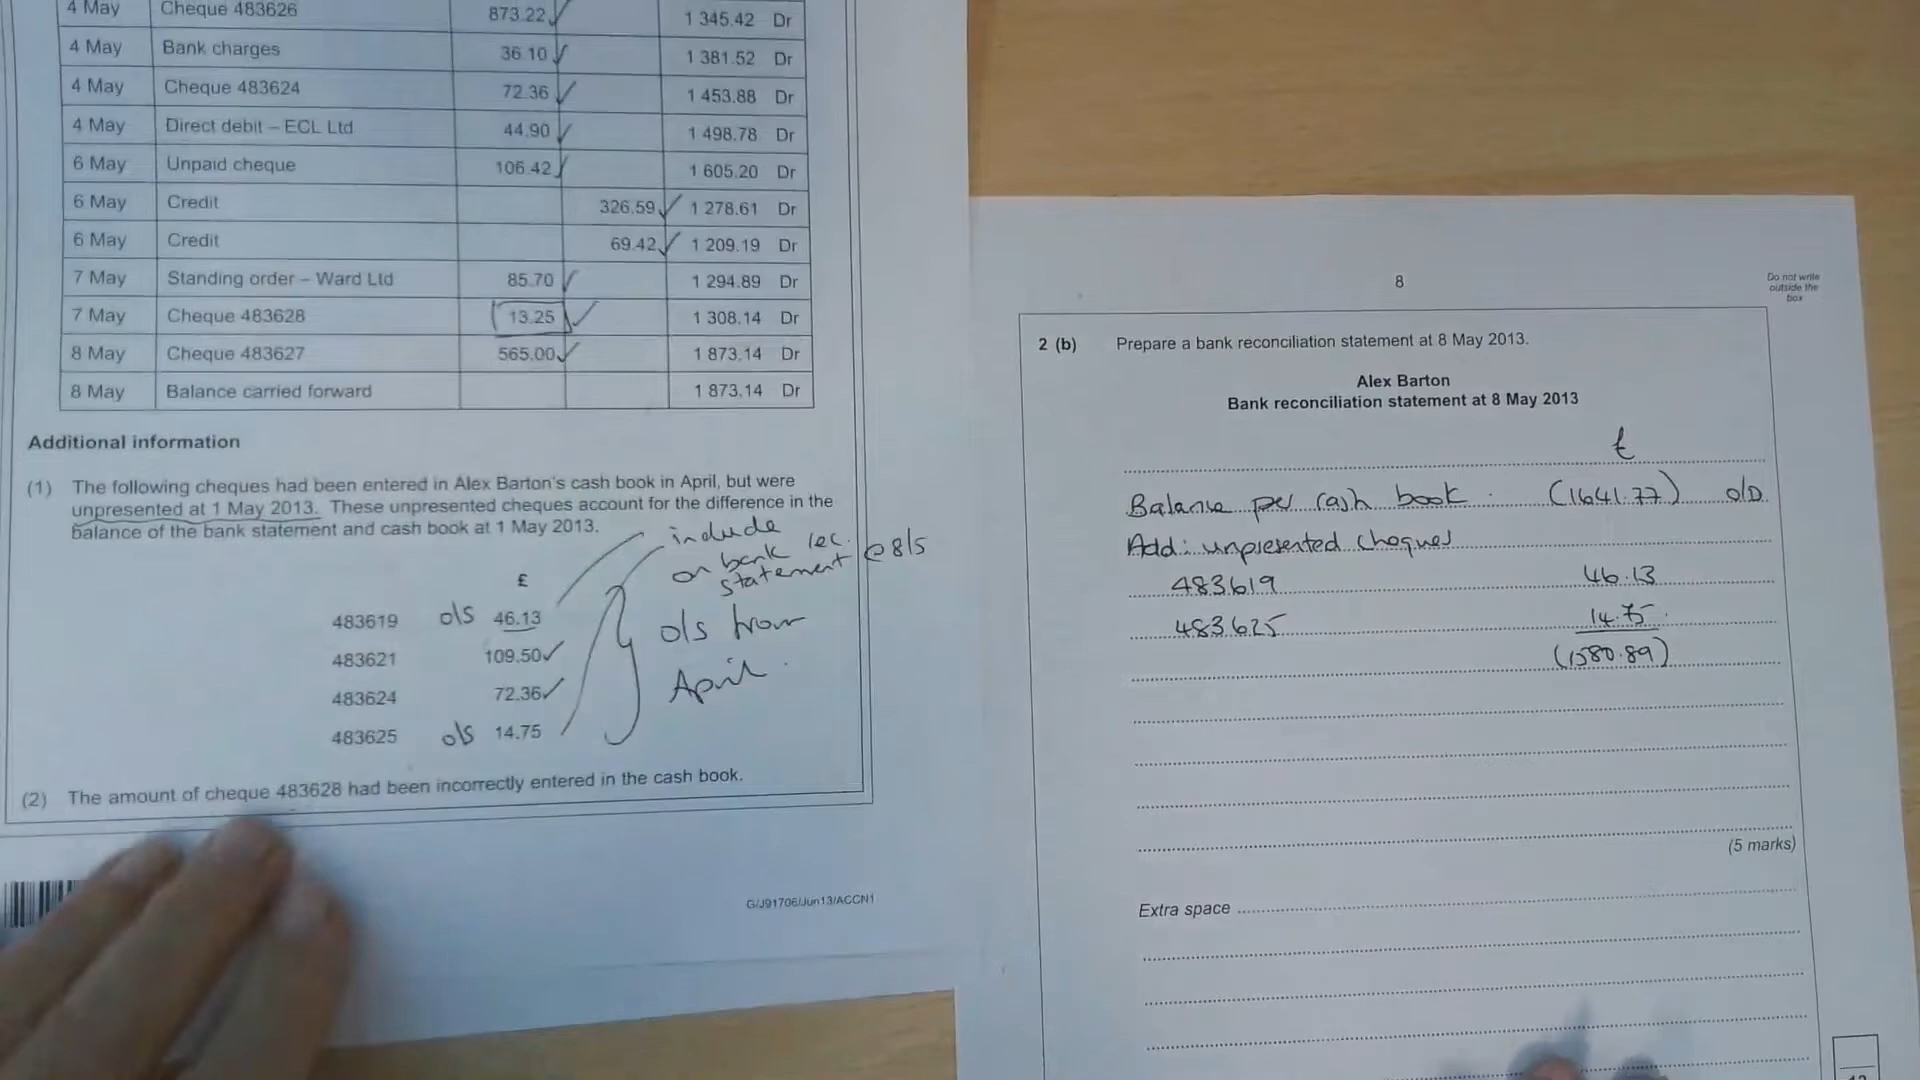 4 May Cheque 483626 873.22 ✓ 1 345.42 Dr
4 May Bank charges 36.10 ✓ 1 381.52 Dr
4 May Cheque 483624 72.36 ✓ 1 453.88 Dr
4 May Direct debit – ECL Ltd 44.90 ✓ 1 498.78 Dr
6 May Unpaid cheque 106.42 ✓ 1 605.20 Dr
6 May Credit 326.59 ✓ 1 278.61 Dr
6 May Credit 69.42 ✓ 1 209.19 Dr
7 May Standing order – Ward Ltd 85.70 ✓ 1 294.89 Dr
7 May Cheque 483628 13.25 ✓ 1 308.14 Dr
8 May Cheque 483627 565.00 ✓ 1 873.14 Dr
8 May Balance carried forward 1 873.14 Dr
Additional information
(1) The following cheques had been entered in Alex Barton's cash book in April, but were
unpresented at 1 May 2013. These unpresented cheques account for the difference in the
balance of the bank statement and cash book at 1 May 2013.
include
on bank rec.
statement @ 8/5
£
483619 o/s 46.13
483621 109.50 ✓
483624 72.36 ✓
483625 o/s 14.75
o/s from
April.
(2) The amount of cheque 483628 had been incorrectly entered in the cash book.
G/J91706/Jun13/ACCN1
8
Do not write
outside the
box
2 (b) Prepare a bank reconciliation statement at 8 May 2013.
Alex Barton
Bank reconciliation statement at 8 May 2013
£
Balance per cash book. (1641.77) o/D
Add: unpresented cheques
483619 46.13
483625 14.75
(1580.89)
(5 marks)
Extra space